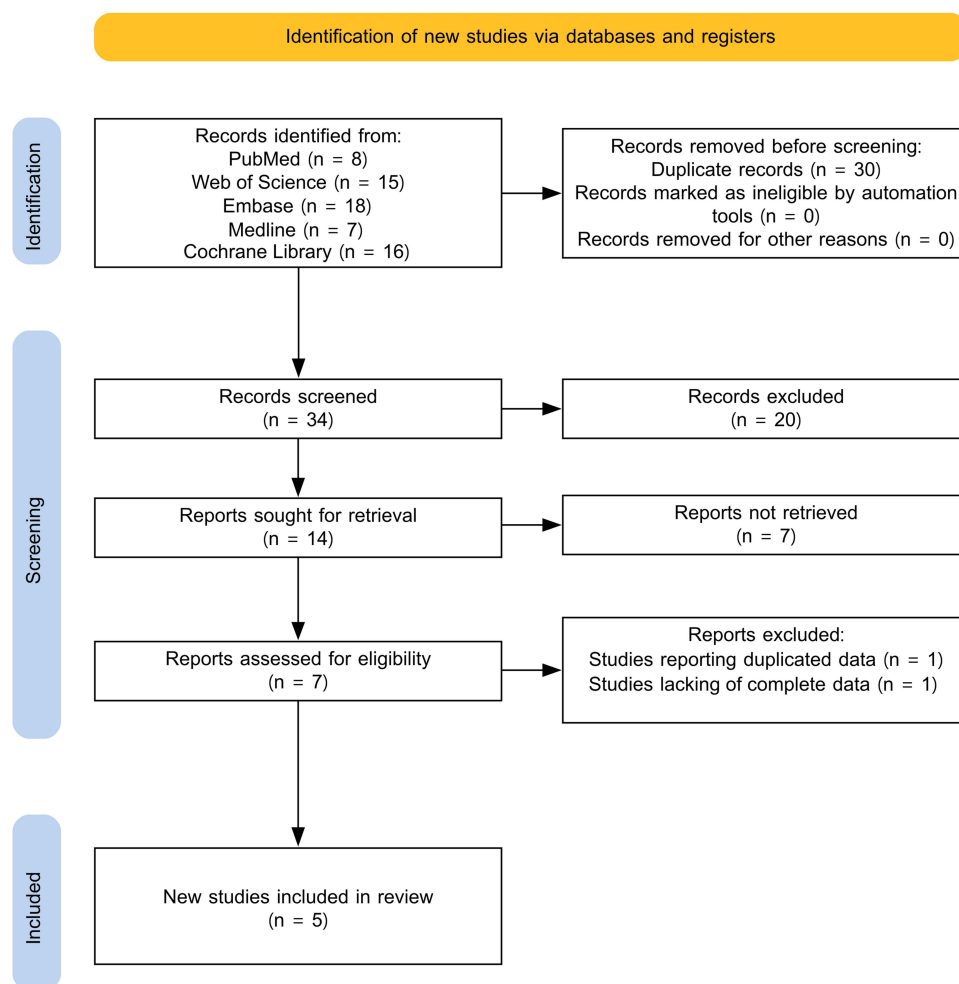 Identification of new studies via databases and registers
Identification
Records identified from:
PubMed (n = 8)
Web of Science (n = 15)
Embase (n = 18)
Medline (n = 7)
Cochrane Library (n = 16)
Records removed before screening:
Duplicate records (n = 30)
Records marked as ineligible by automation
tools (n = 0)
Records removed for other reasons (n = 0)
Screening
Records screened
(n = 34)
Records excluded
(n = 20)
Reports sought for retrieval
(n = 14)
Reports not retrieved
(n = 7)
Reports assessed for eligibility
(n = 7)
Reports excluded:
Studies reporting duplicated data (n = 1)
Studies lacking of complete data (n = 1)
Included
New studies included in review
(n = 5)